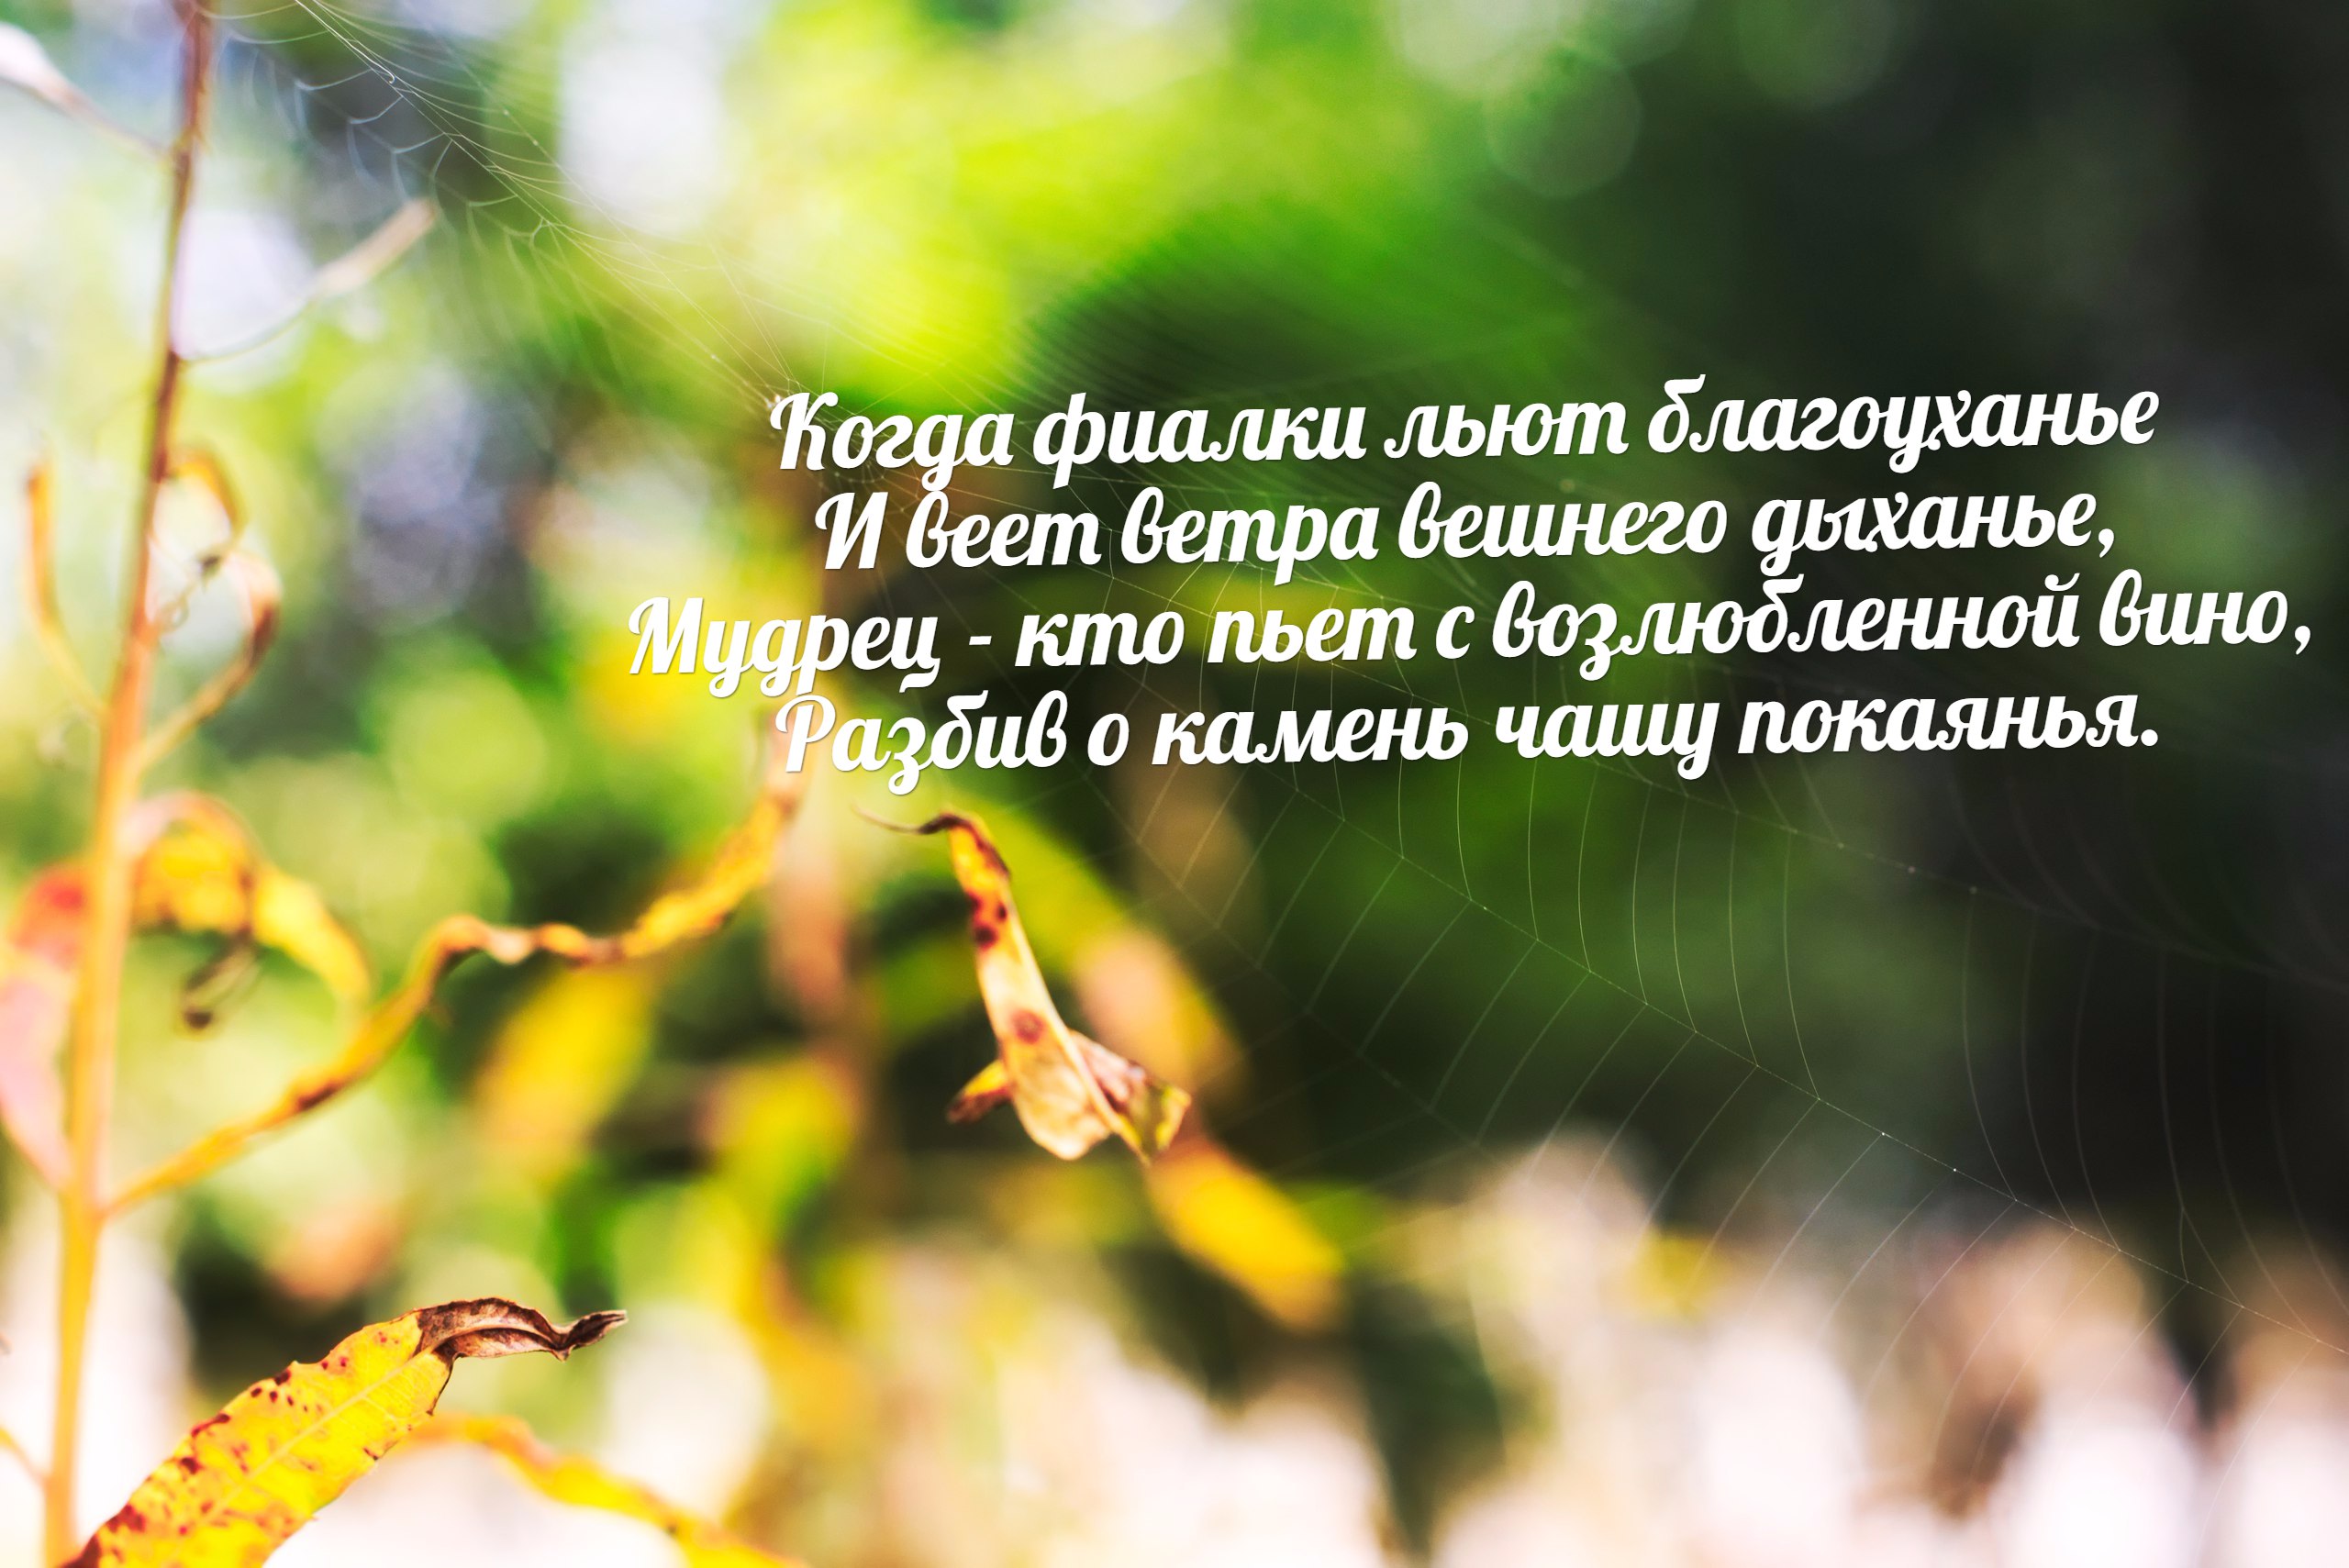 Когда фиалки льют благоуханье
И веет ветра вешнего дыханье,
Мудрец - кто пьет с возлюбленной вино,
Разбив о камень чашу покаянья.